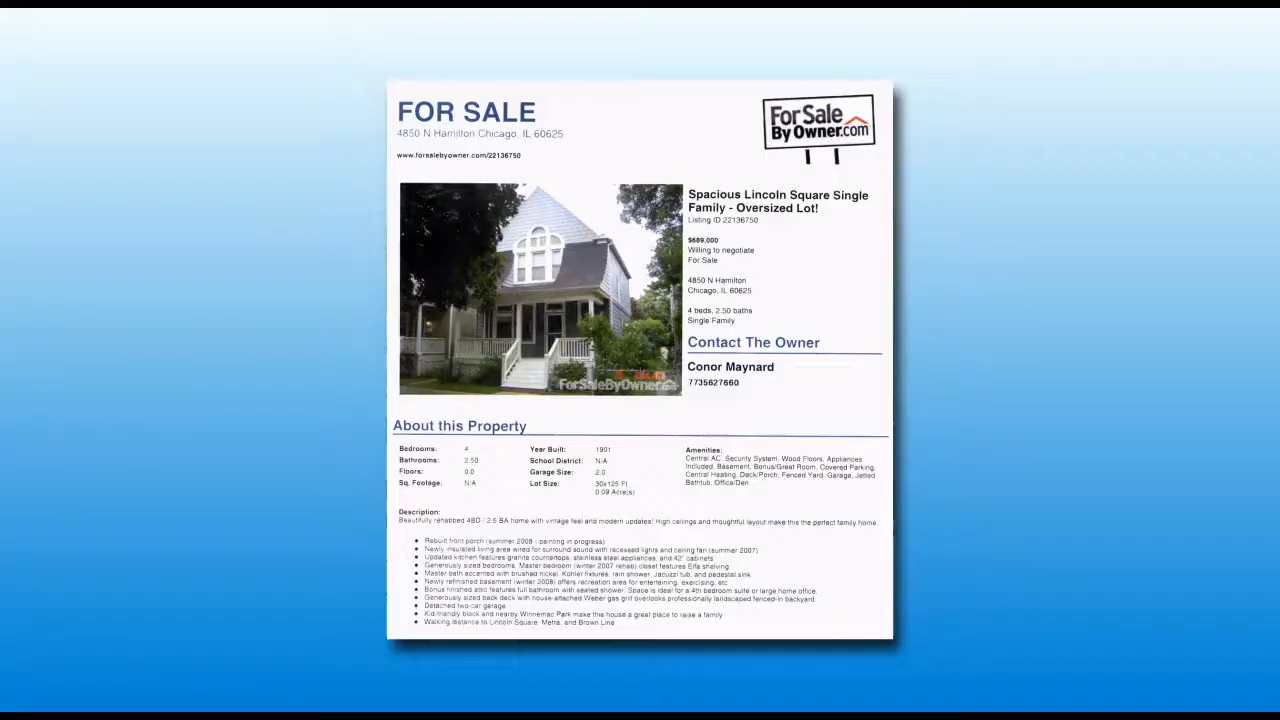 FOR SALE
4850 N Hamilton Chicago, IL 60625
www.forsalebyowner.com/22136750
For Sale
By Owner.com
ForSaleByOwner.com
Spacious Lincoln Square Single
Family - Oversized Lot!
Listing ID 22136750
$689,000
Willing to negotiate
For Sale
4850 N Hamilton
Chicago, IL 60625
4 beds, 2.50 baths
Single Family
Contact The Owner
Conor Maynard
7735627660
About this Property
Bedrooms: 4
Bathrooms: 2.50
Floors: 0.0
Sq. Footage: N/A
Year Built: 1901
School District: N/A
Garage Size: 2.0
Lot Size: 30x125 Ft
0.09 Acre(s)
Amenities:
Central AC, Security System, Wood Floors, Appliances
Included, Basement, Bonus/Great Room, Covered Parking,
Central Heating, Deck/Porch, Fenced Yard, Garage, Jetted
Bathtub, Office/Den
Description:
Beautifully rehabbed 4BD / 2.5 BA home with vintage feel and modern updates! High ceilings and thoughtful layout make this the perfect family home
• Rebuilt front porch (summer 2008 - painting in progress)
• Newly insulated living area wired for surround sound with recessed lights and ceiling fan (summer 2007)
• Updated kitchen features granite countertops, stainless steel appliances, and 42" cabinets
• Generously sized bedrooms. Master bedroom (winter 2007 rehab) closet features Elfa shelving
• Master bath accented with brushed nickel, Kohler fixtures, rain shower, Jacuzzi tub, and pedestal sink
• Newly refinished basement (winter 2008) offers recreation area for entertaining, exercising, etc
• Bonus finished attic features full bathroom with seated shower. Space is ideal for a 4th bedroom suite or large home office.
• Generously sized back deck with house-attached Weber gas grill overlooks professionally landscaped fenced-in backyard.
• Detached two-car garage
• Kid-friendly block and nearby Winnemac Park make this house a great place to raise a family
• Walking distance to Lincoln Square, Metra, and Brown Line